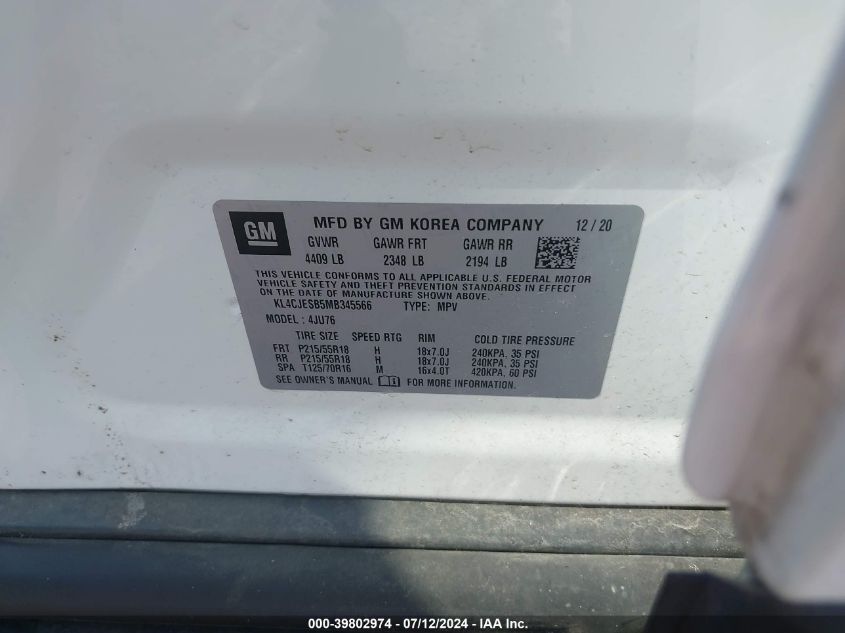 GM MFD BY GM KOREA COMPANY 12/20
GVWR GAWR FRT GAWR RR
4409 LB 2348 LB 2194 LB
THIS VEHICLE CONFORMS TO ALL APPLICABLE U.S. FEDERAL MOTOR
VEHICLE SAFETY AND THEFT PREVENTION STANDARDS IN EFFECT
ON THE DATE OF MANUFACTURE SHOWN ABOVE.
KL4CJESB5MB345566 TYPE: MPV
MODEL: 4JU76
TIRE SIZE SPEED RTG RIM COLD TIRE PRESSURE
FRT P215/55R18 H 18x7.0J 240KPA, 35 PSI
RR P215/55R18 H 18x7.0J 240KPA, 35 PSI
SPA T125/70R16 M 16x4.0T 420KPA, 60 PSI
SEE OWNER'S MANUAL FOR MORE INFORMATION.
000-39802974 - 07/12/2024 - IAA Inc.